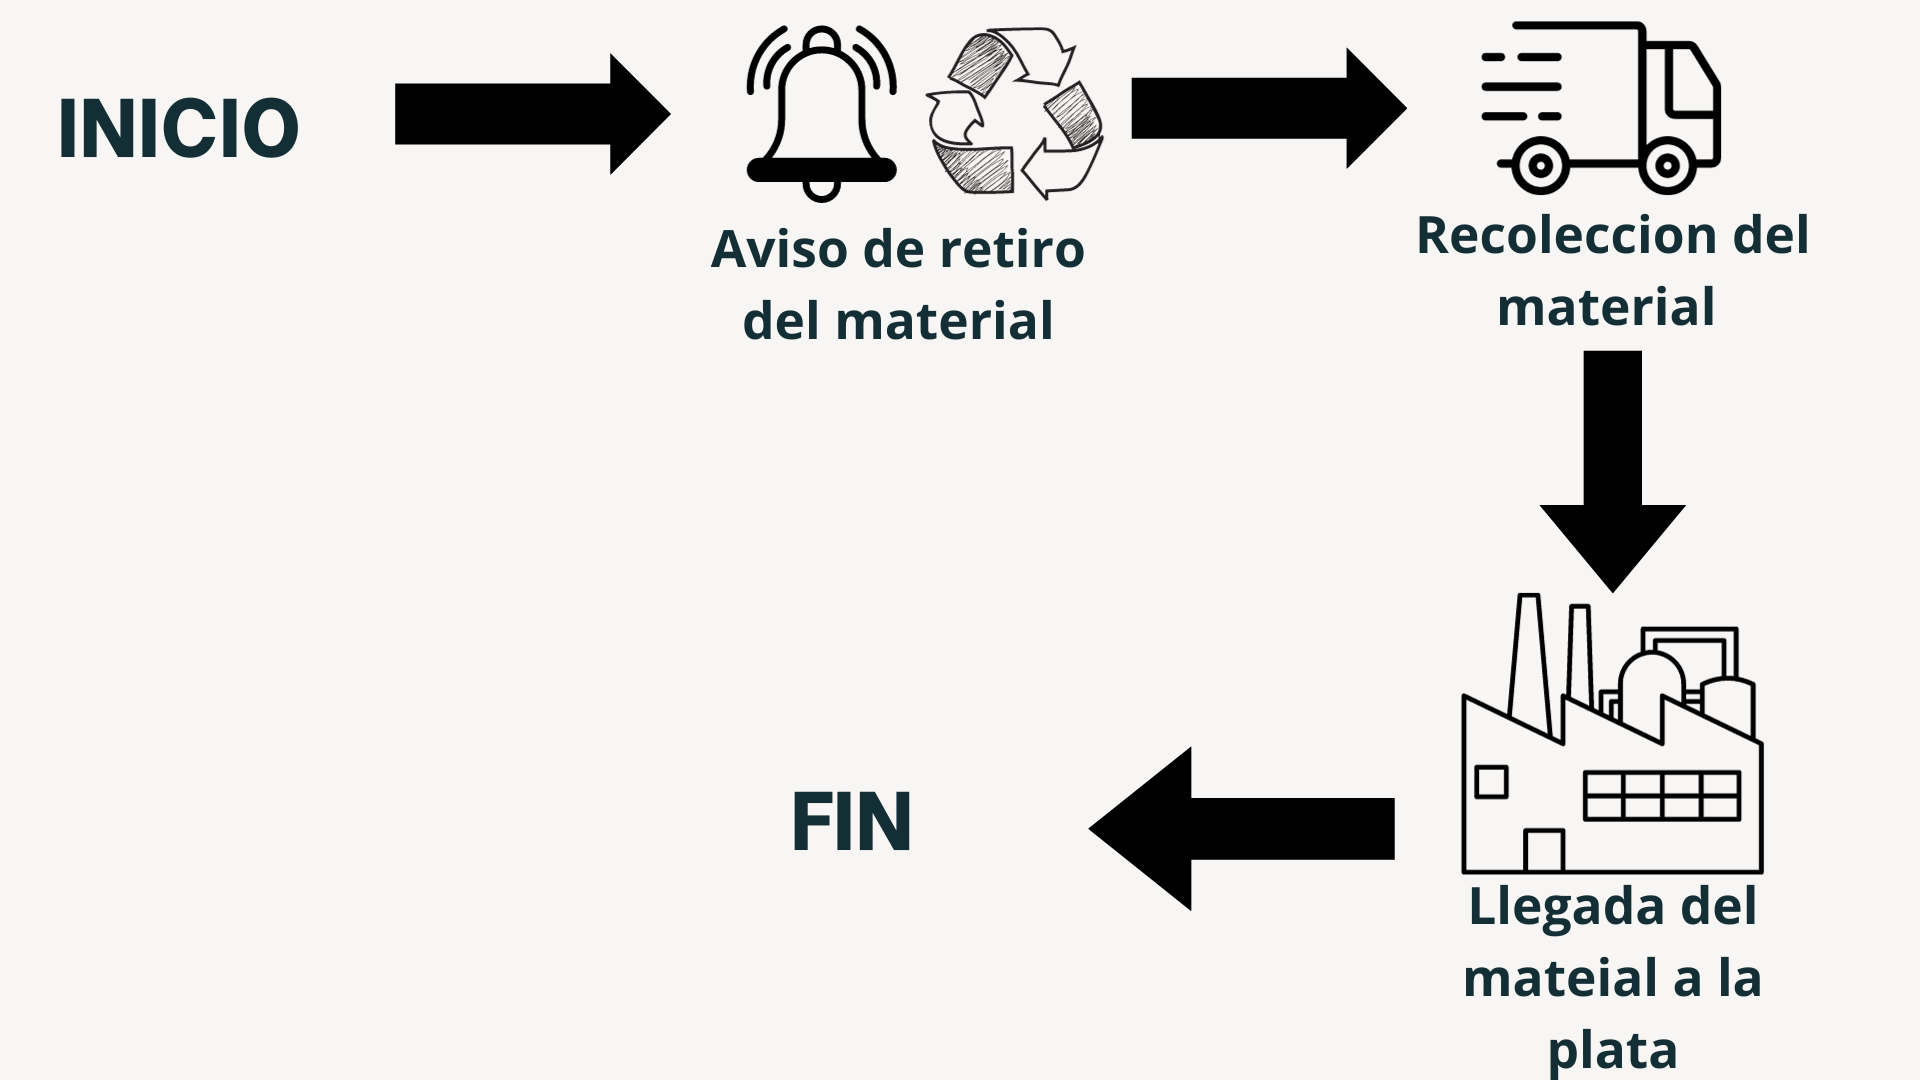 INICIO
Aviso de retiro
del material
Recoleccion del
material
FIN
Llegada del
mateial a la
plata